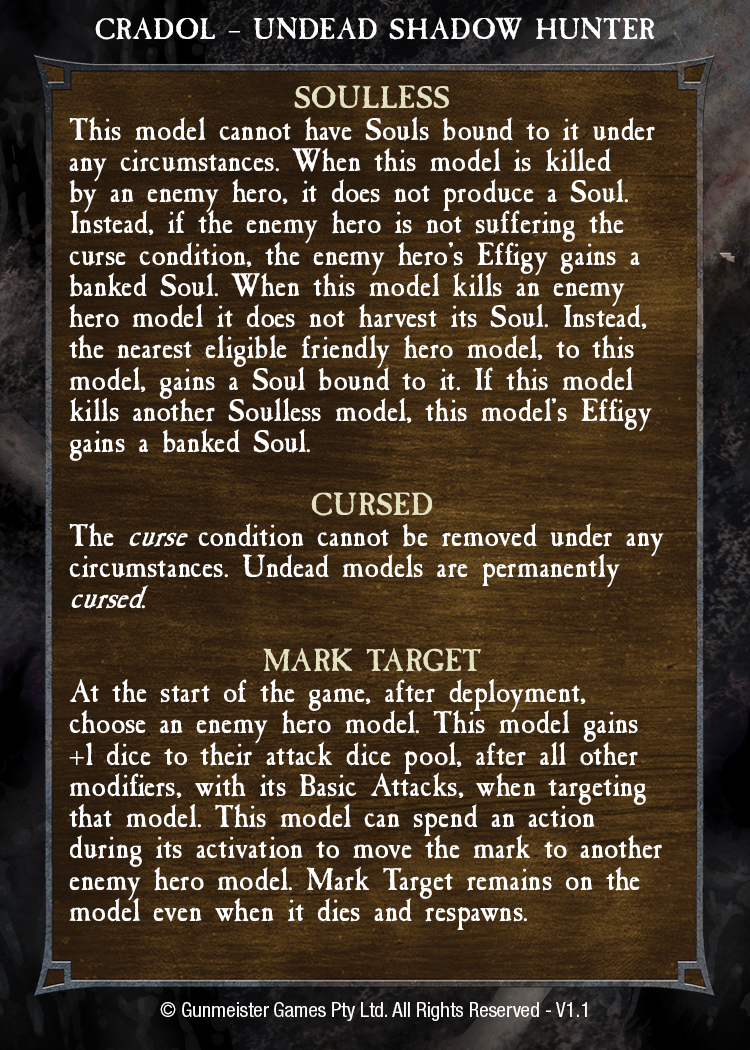 CRADOL – UNDEAD SHADOW HUNTER
SOULLESS
This model cannot have Souls bound to it under
any circumstances. When this model is killed
by an enemy hero, it does not produce a Soul.
Instead, if the enemy hero is not suffering the
curse condition, the enemy hero's Effigy gains a
banked Soul. When this model kills an enemy
hero model it does not harvest its Soul. Instead,
the nearest eligible friendly hero model, to this
model, gains a Soul bound to it. If this model
kills another Soulless model, this model's Effigy
gains a banked Soul.
CURSED
The curse condition cannot be removed under any
circumstances. Undead models are permanently
cursed.
MARK TARGET
At the start of the game, after deployment,
choose an enemy hero model. This model gains
+1 dice to their attack dice pool, after all other
modifiers, with its Basic Attacks, when targeting
that model. This model can spend an action
during its activation to move the mark to another
enemy hero model. Mark Target remains on the
model even when it dies and respawns.
© Gunmeister Games Pty Ltd. All Rights Reserved - V1.1